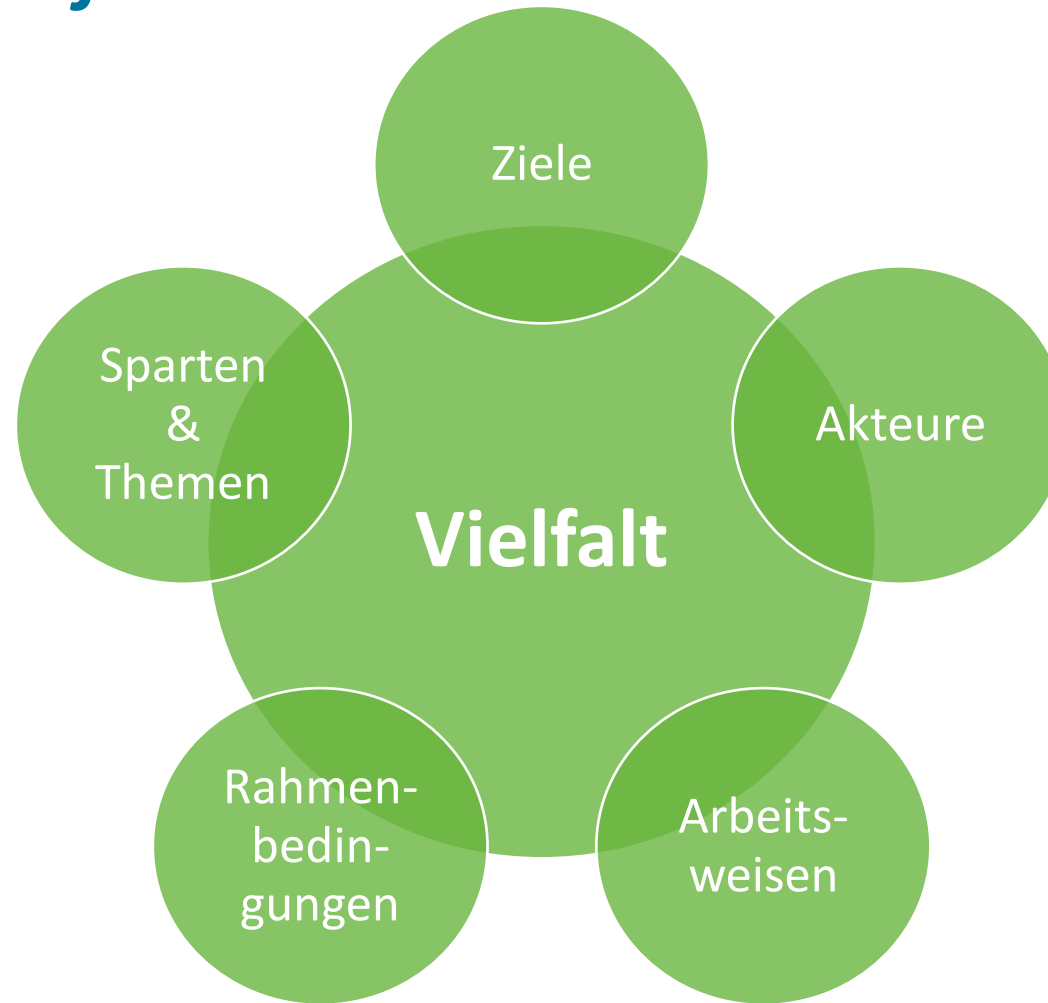 Ziele
Sparten
&
Themen
Akteure
Vielfalt
Rahmen-
bedin-
gungen
Arbeits-
weisen